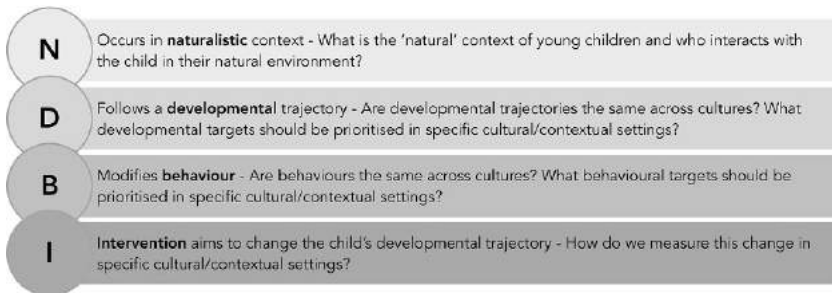 N
Occurs in naturalistic context - What is the 'natural' context of young children and who interacts with
the child in their natural environment?
D
Follows a developmental trajectory - Are developmental trajectories the same across cultures? What
developmental targets should be prioritised in specific cultural/contextual settings?
B
Modifies behaviour - Are behaviours the same across cultures? What behavioural targets should be
prioritised in specific cultural/contextual settings?
I
Intervention aims to change the child's developmental trajectory - How do we measure this change in
specific cultural/contextual settings?